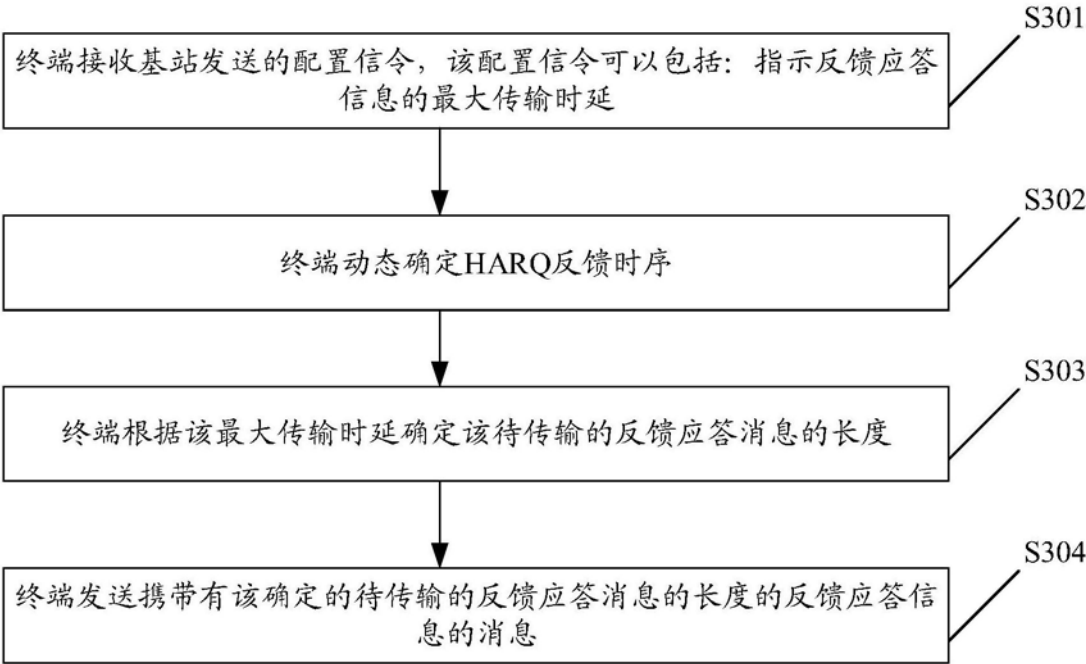 S301
终端接收基站发送的配置信令，该配置信令可以包括：指示反馈应答
信息的最大传输时延
S302
终端动态确定HARQ反馈时序
S303
终端根据该最大传输时延确定该待传输的反馈应答消息的长度
S304
终端发送携带有该确定的待传输的反馈应答消息的长度的反馈应答信
息的消息